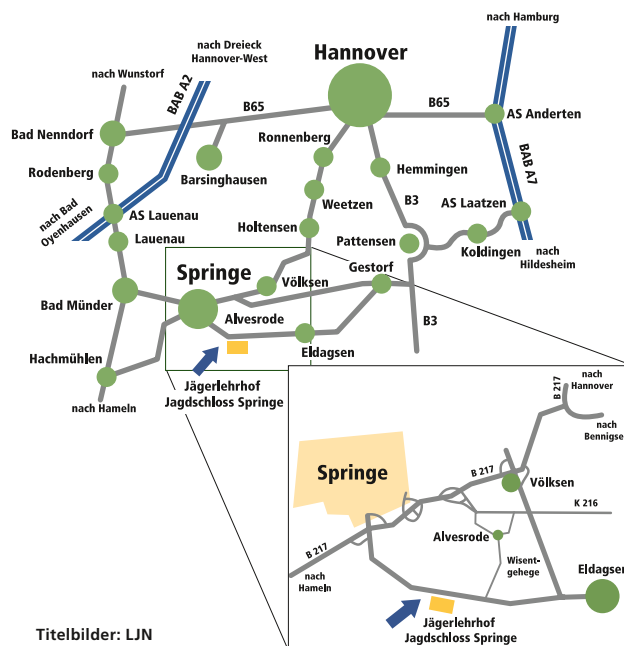 nach Hamburg
nach Dreieck
Hannover-West
Hannover
nach Wunstorf
BAB A2
B65
B65
AS Anderten
Bad Nenndorf
Ronnenberg
BAB A7
Rodenberg
Barsinghausen
Hemmingen
Weetzen
B3
AS Laatzen
nach Bad
Oyenhausen
AS Lauenau
Holtensen
Lauenau
Pattensen
Koldingen
nach
Hildesheim
Springe
Gestorf
Völksen
Bad Münder
Alvesrode
B3
Hachmühlen
Eldagsen
nach Hameln
Jägerlehrhof
Jagdschloss Springe
nach
Hannover
B 217
nach
Bennigse
Springe
B 217
Völksen
K 216
B 217
Alvesrode
Wisent-
gehege
nach
Hameln
Eldagsen
Jägerlehrhof
Jagdschloss Springe
Titelbilder: LJN